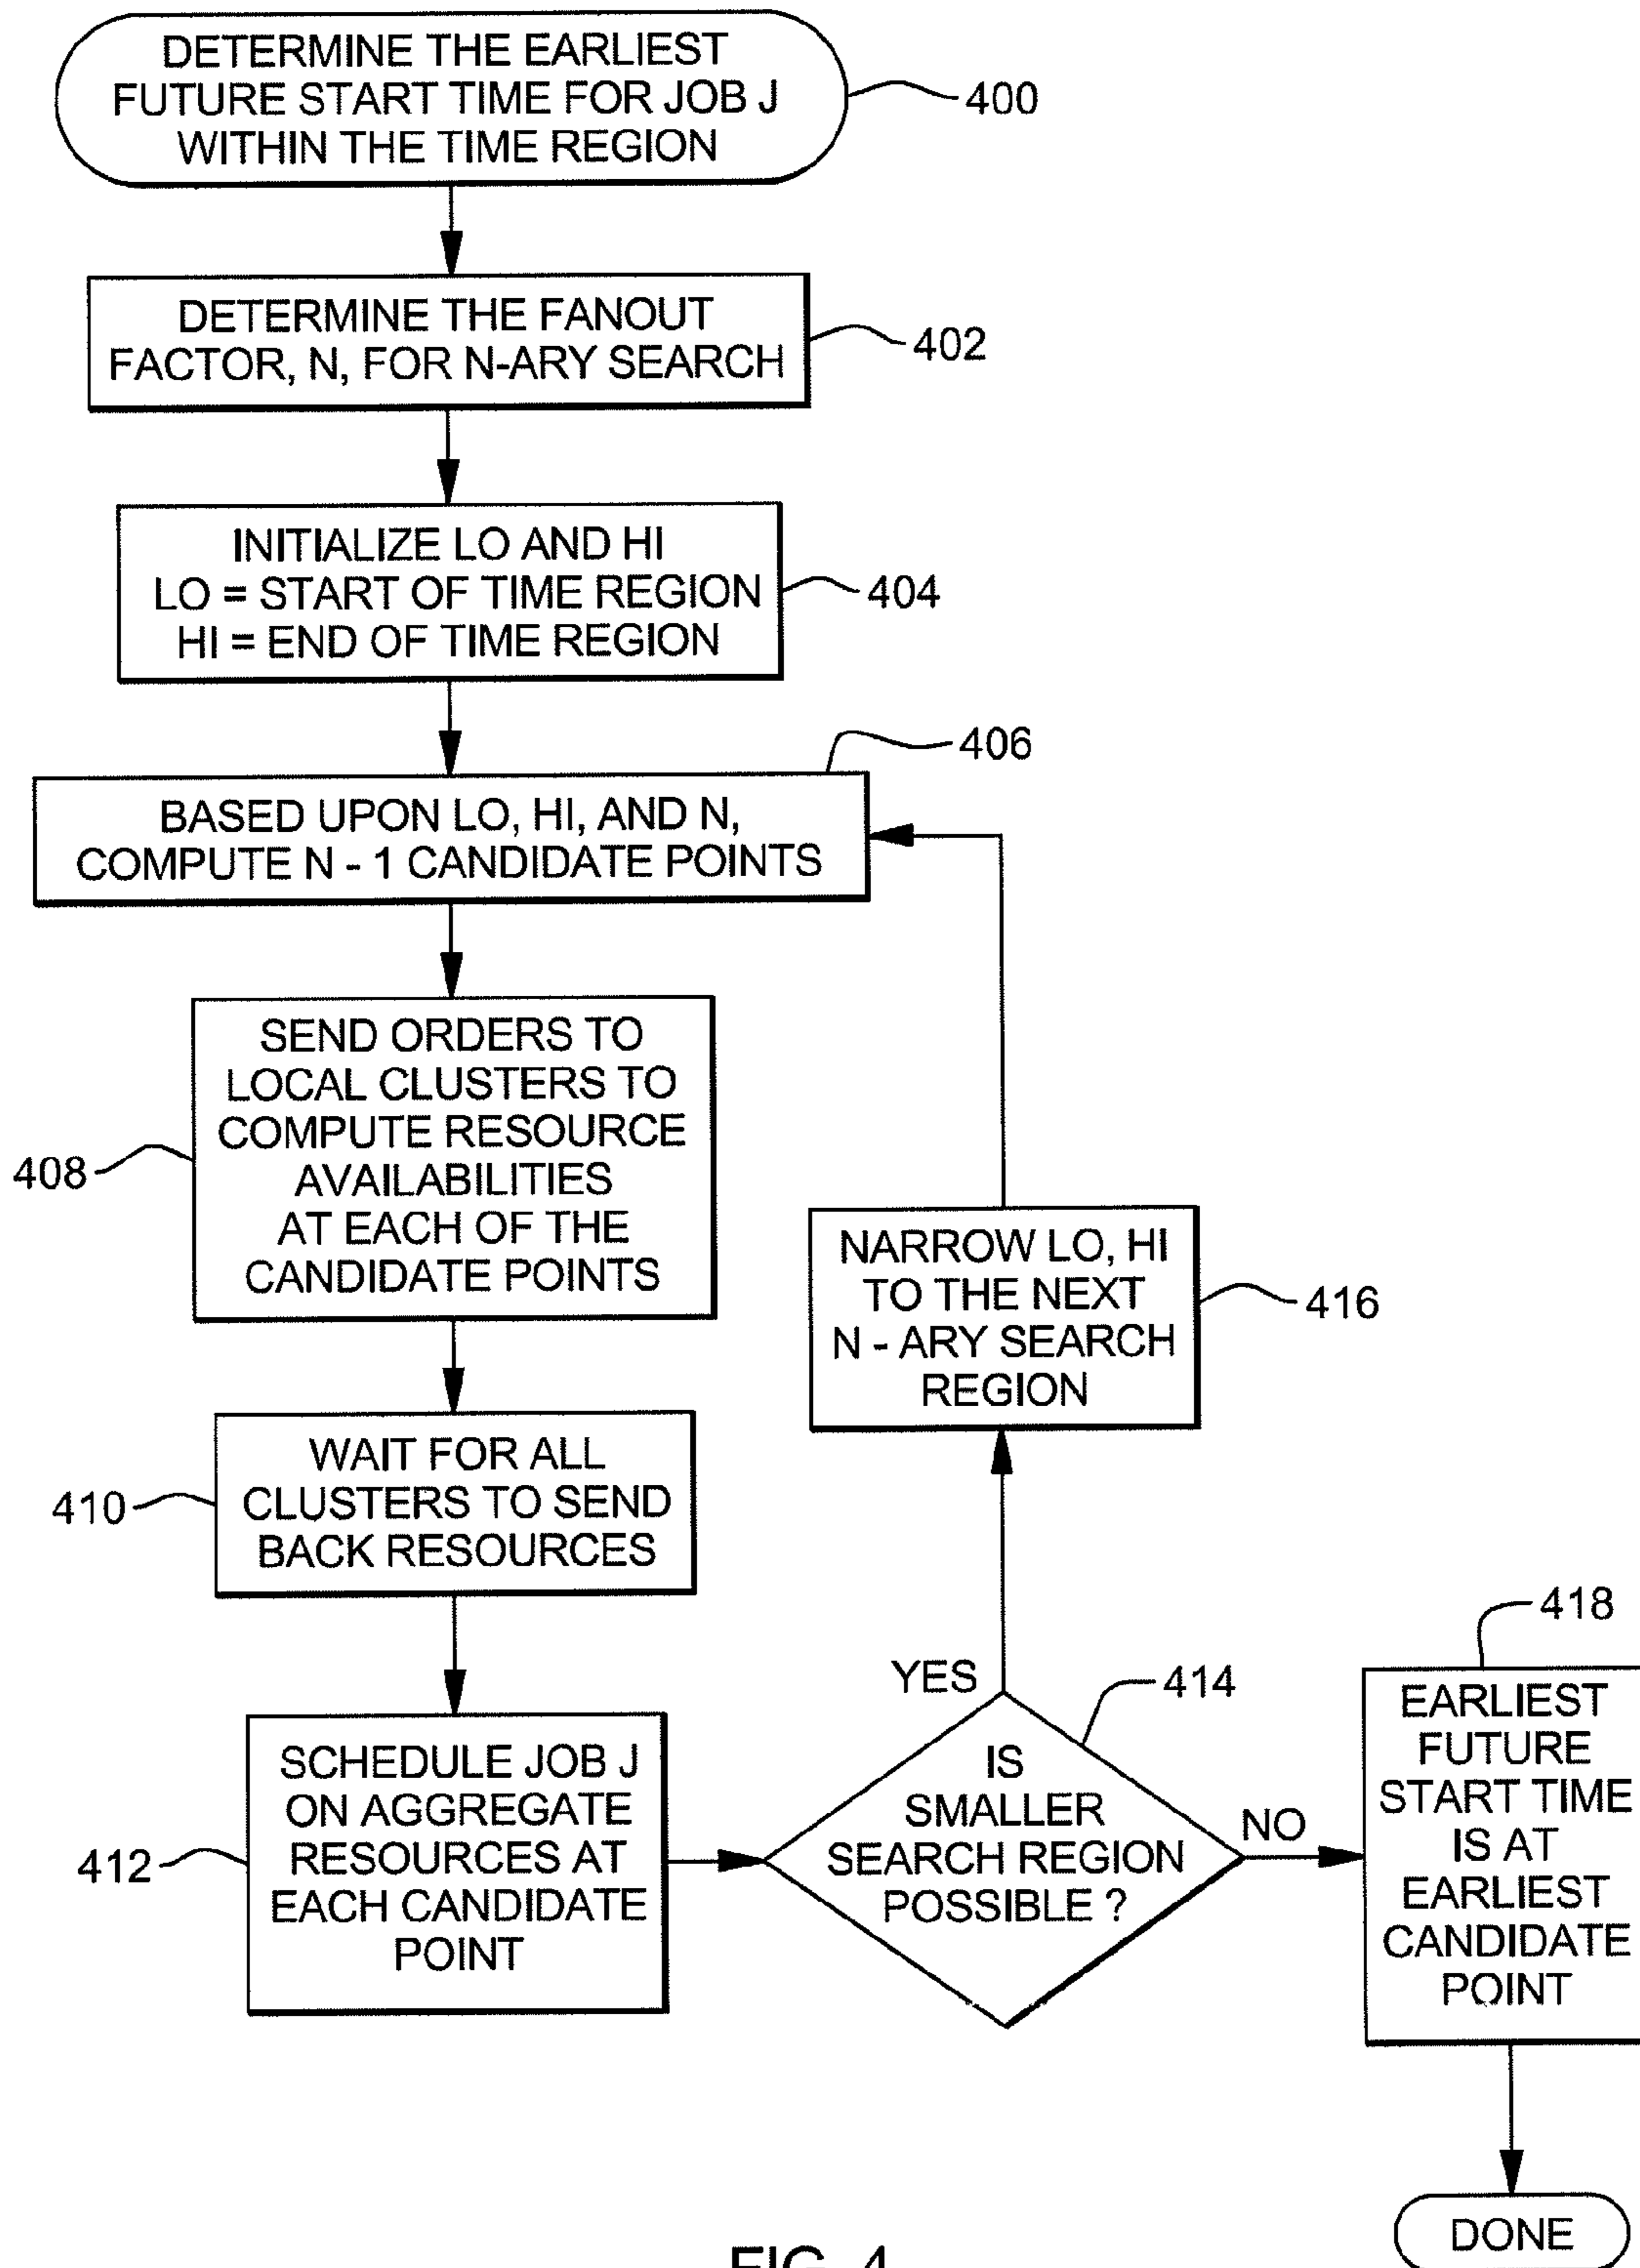 DETERMINE THE EARLIEST
FUTURE START TIME FOR JOB J
WITHIN THE TIME REGION
400
DETERMINE THE FANOUT
FACTOR, N, FOR N-ARY SEARCH
402
INITIALIZE LO AND HI
LO = START OF TIME REGION
HI = END OF TIME REGION
404
406
BASED UPON LO, HI, AND N,
COMPUTE N - 1 CANDIDATE POINTS
SEND ORDERS TO
LOCAL CLUSTERS TO
COMPUTE RESOURCE
AVAILABILITIES
AT EACH OF THE
CANDIDATE POINTS
408
NARROW LO, HI
TO THE NEXT
N - ARY SEARCH
REGION
416
WAIT FOR ALL
CLUSTERS TO SEND
BACK RESOURCES
410
SCHEDULE JOB J
ON AGGREGATE
RESOURCES AT
EACH CANDIDATE
POINT
412
YES
414
IS
SMALLER
SEARCH REGION
POSSIBLE ?
NO
418
EARLIEST
FUTURE
START TIME
IS AT
EARLIEST
CANDIDATE
POINT
DONE
FIG. 4